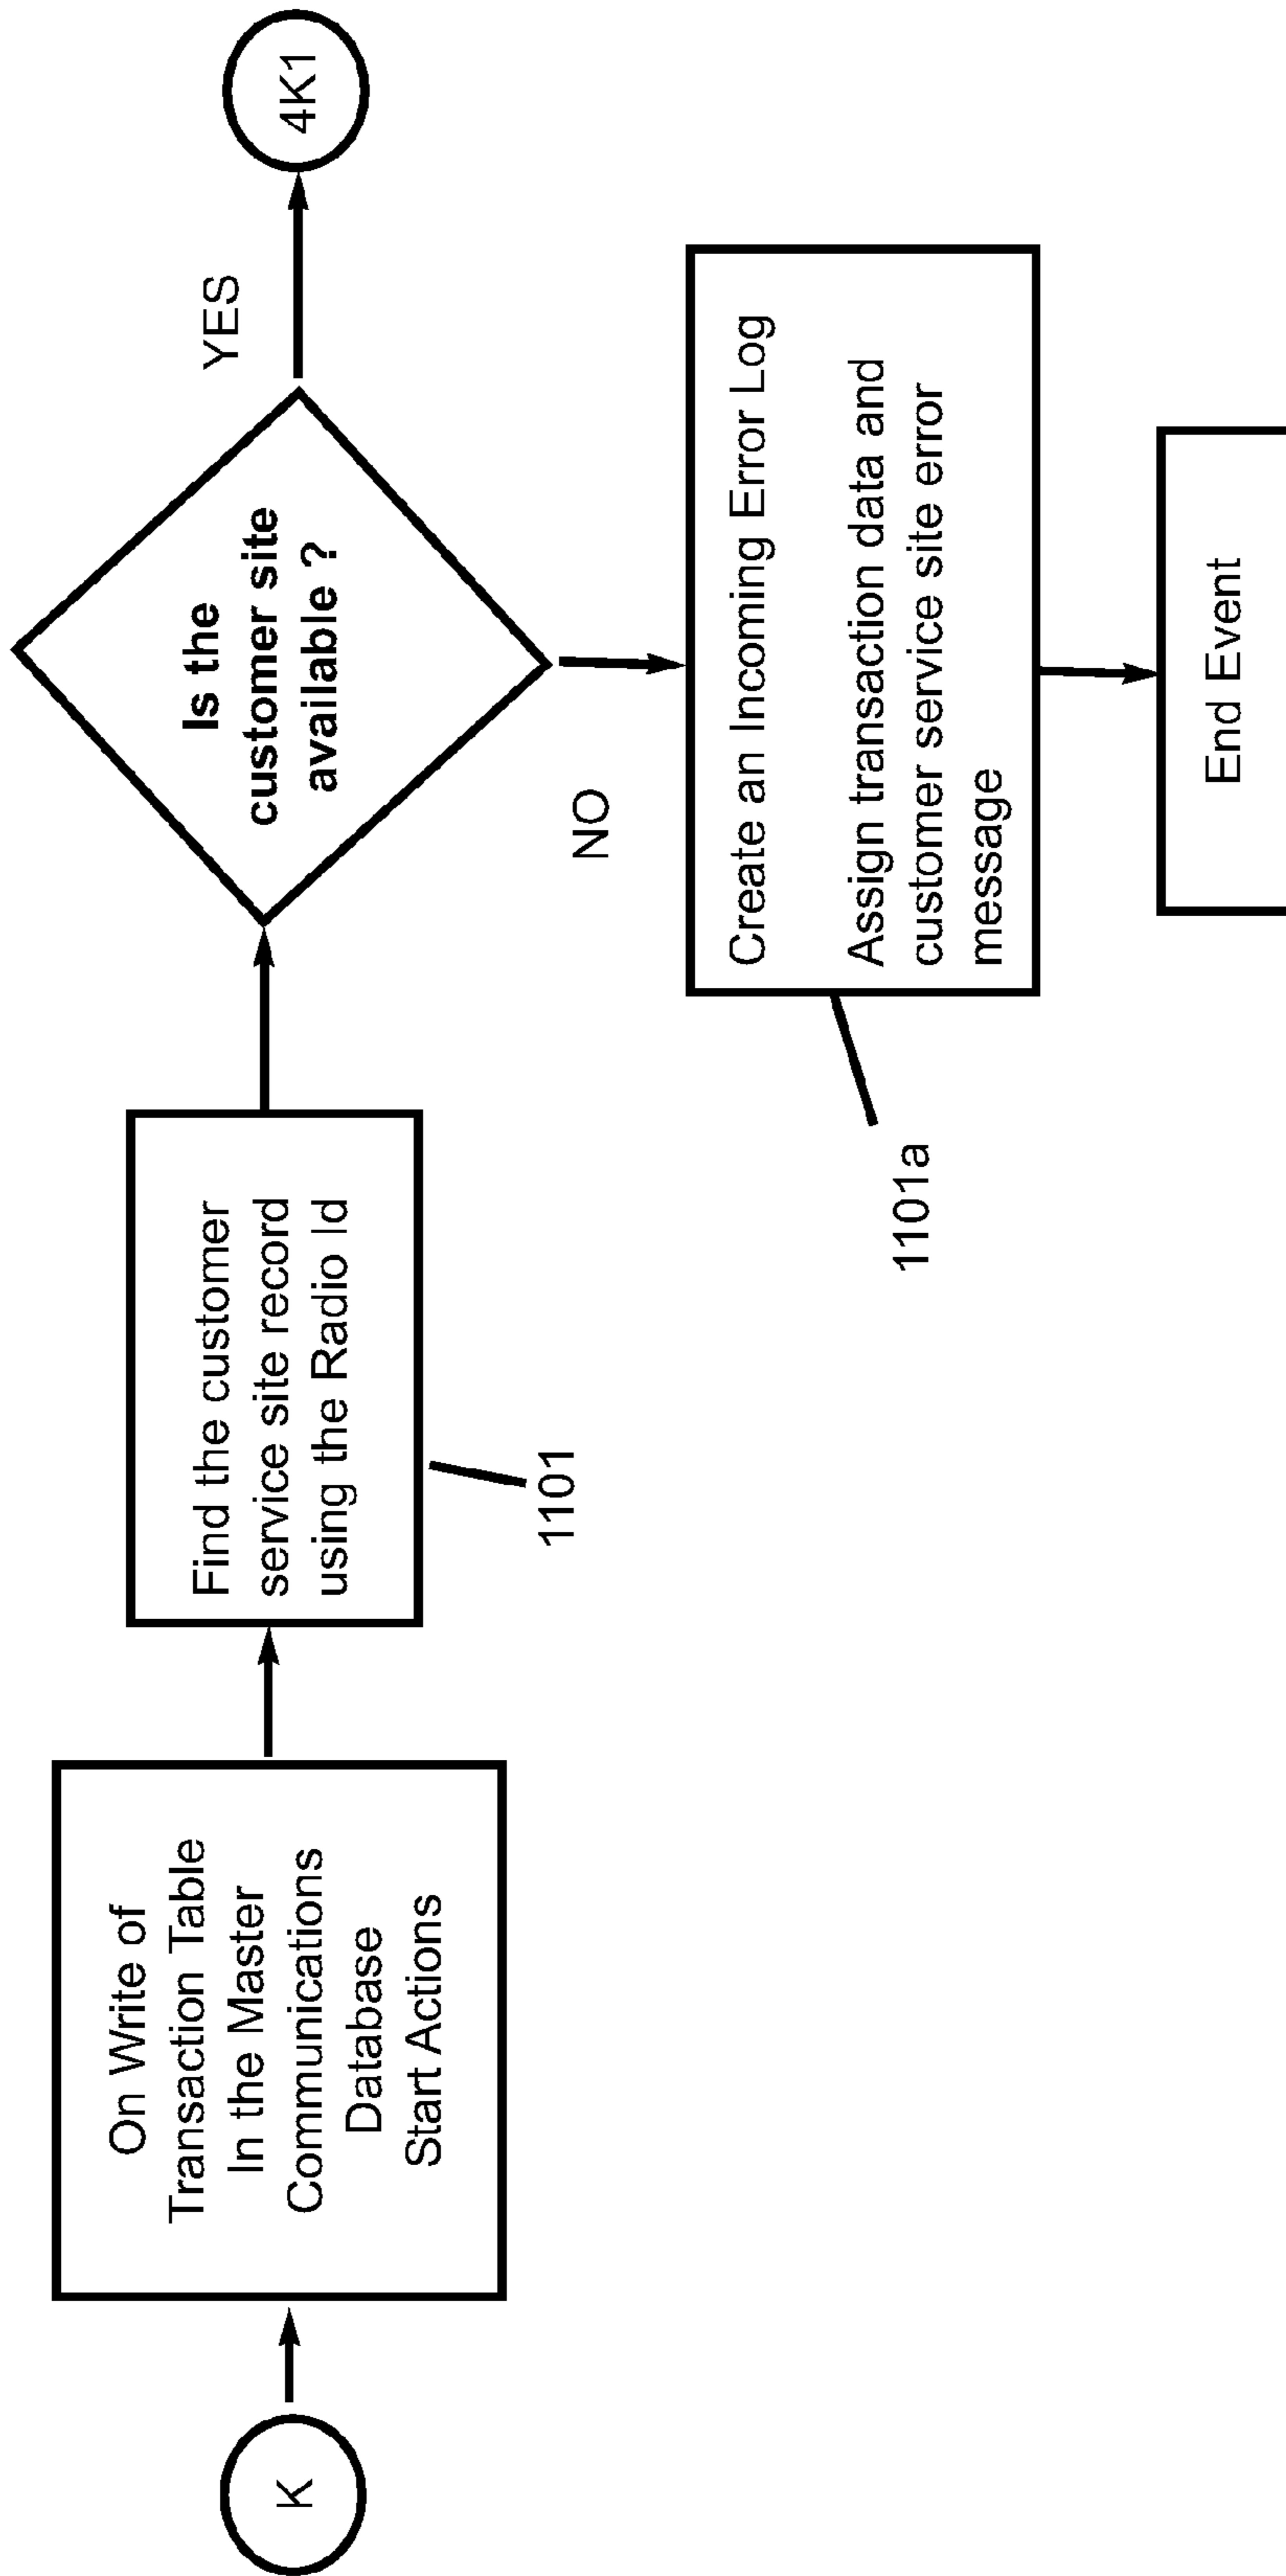 K
On Write of
Transaction Table
In the Master
Communications
Database
Start Actions
Find the customer
service site record
using the Radio Id
1101
Is the
customer site
available ?
YES
4K1
NO
Create an Incoming Error Log
Assign transaction data and
customer service site error
message
1101a
End Event